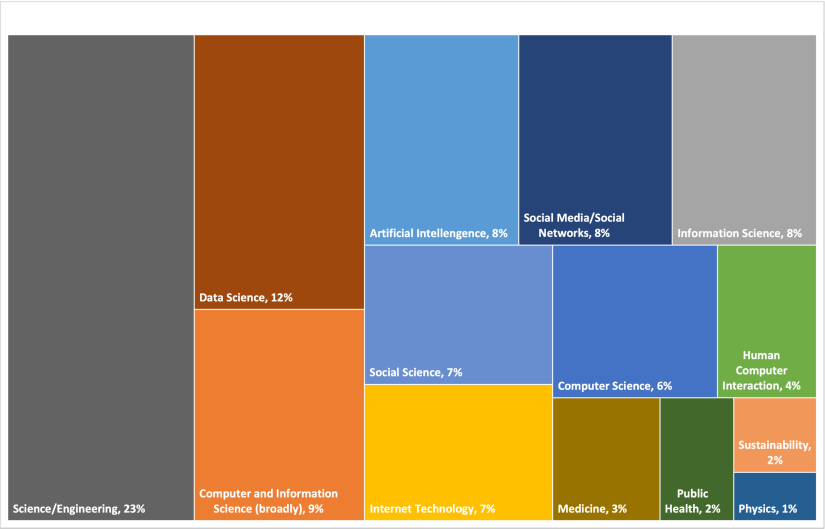 Science/Engineering, 23%
Data Science, 12%
Computer and Information
Science (broadly), 9%
Artificial Intellengence, 8%
Social Media/Social
Networks, 8%
Information Science, 8%
Social Science, 7%
Internet Technology, 7%
Computer Science, 6%
Human
Computer
Interaction, 4%
Medicine, 3%
Public
Health, 2%
Sustainability,
2%
Physics, 1%